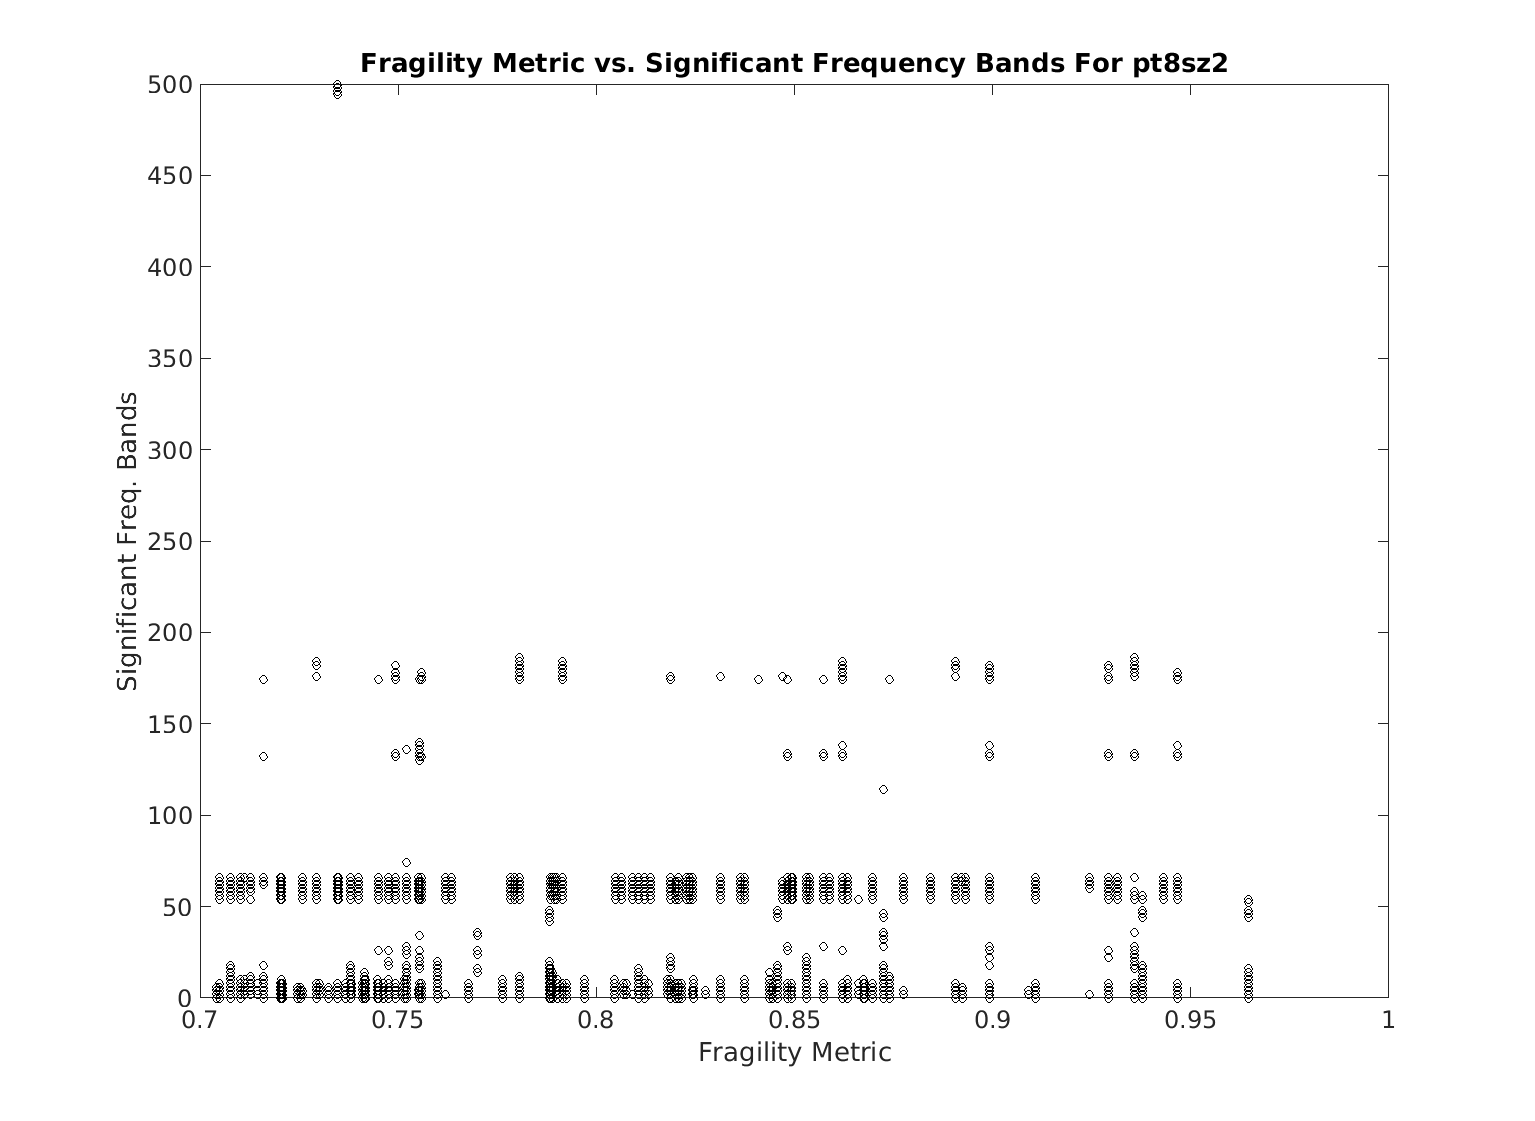 Fragility Metric vs. Significant Frequency Bands For pt8sz2
500
450
400
350
300
250
200
150
100
50
0
Significant Freq. Bands
0.7 0.75 0.8 0.85 0.9 0.95 1
Fragility Metric